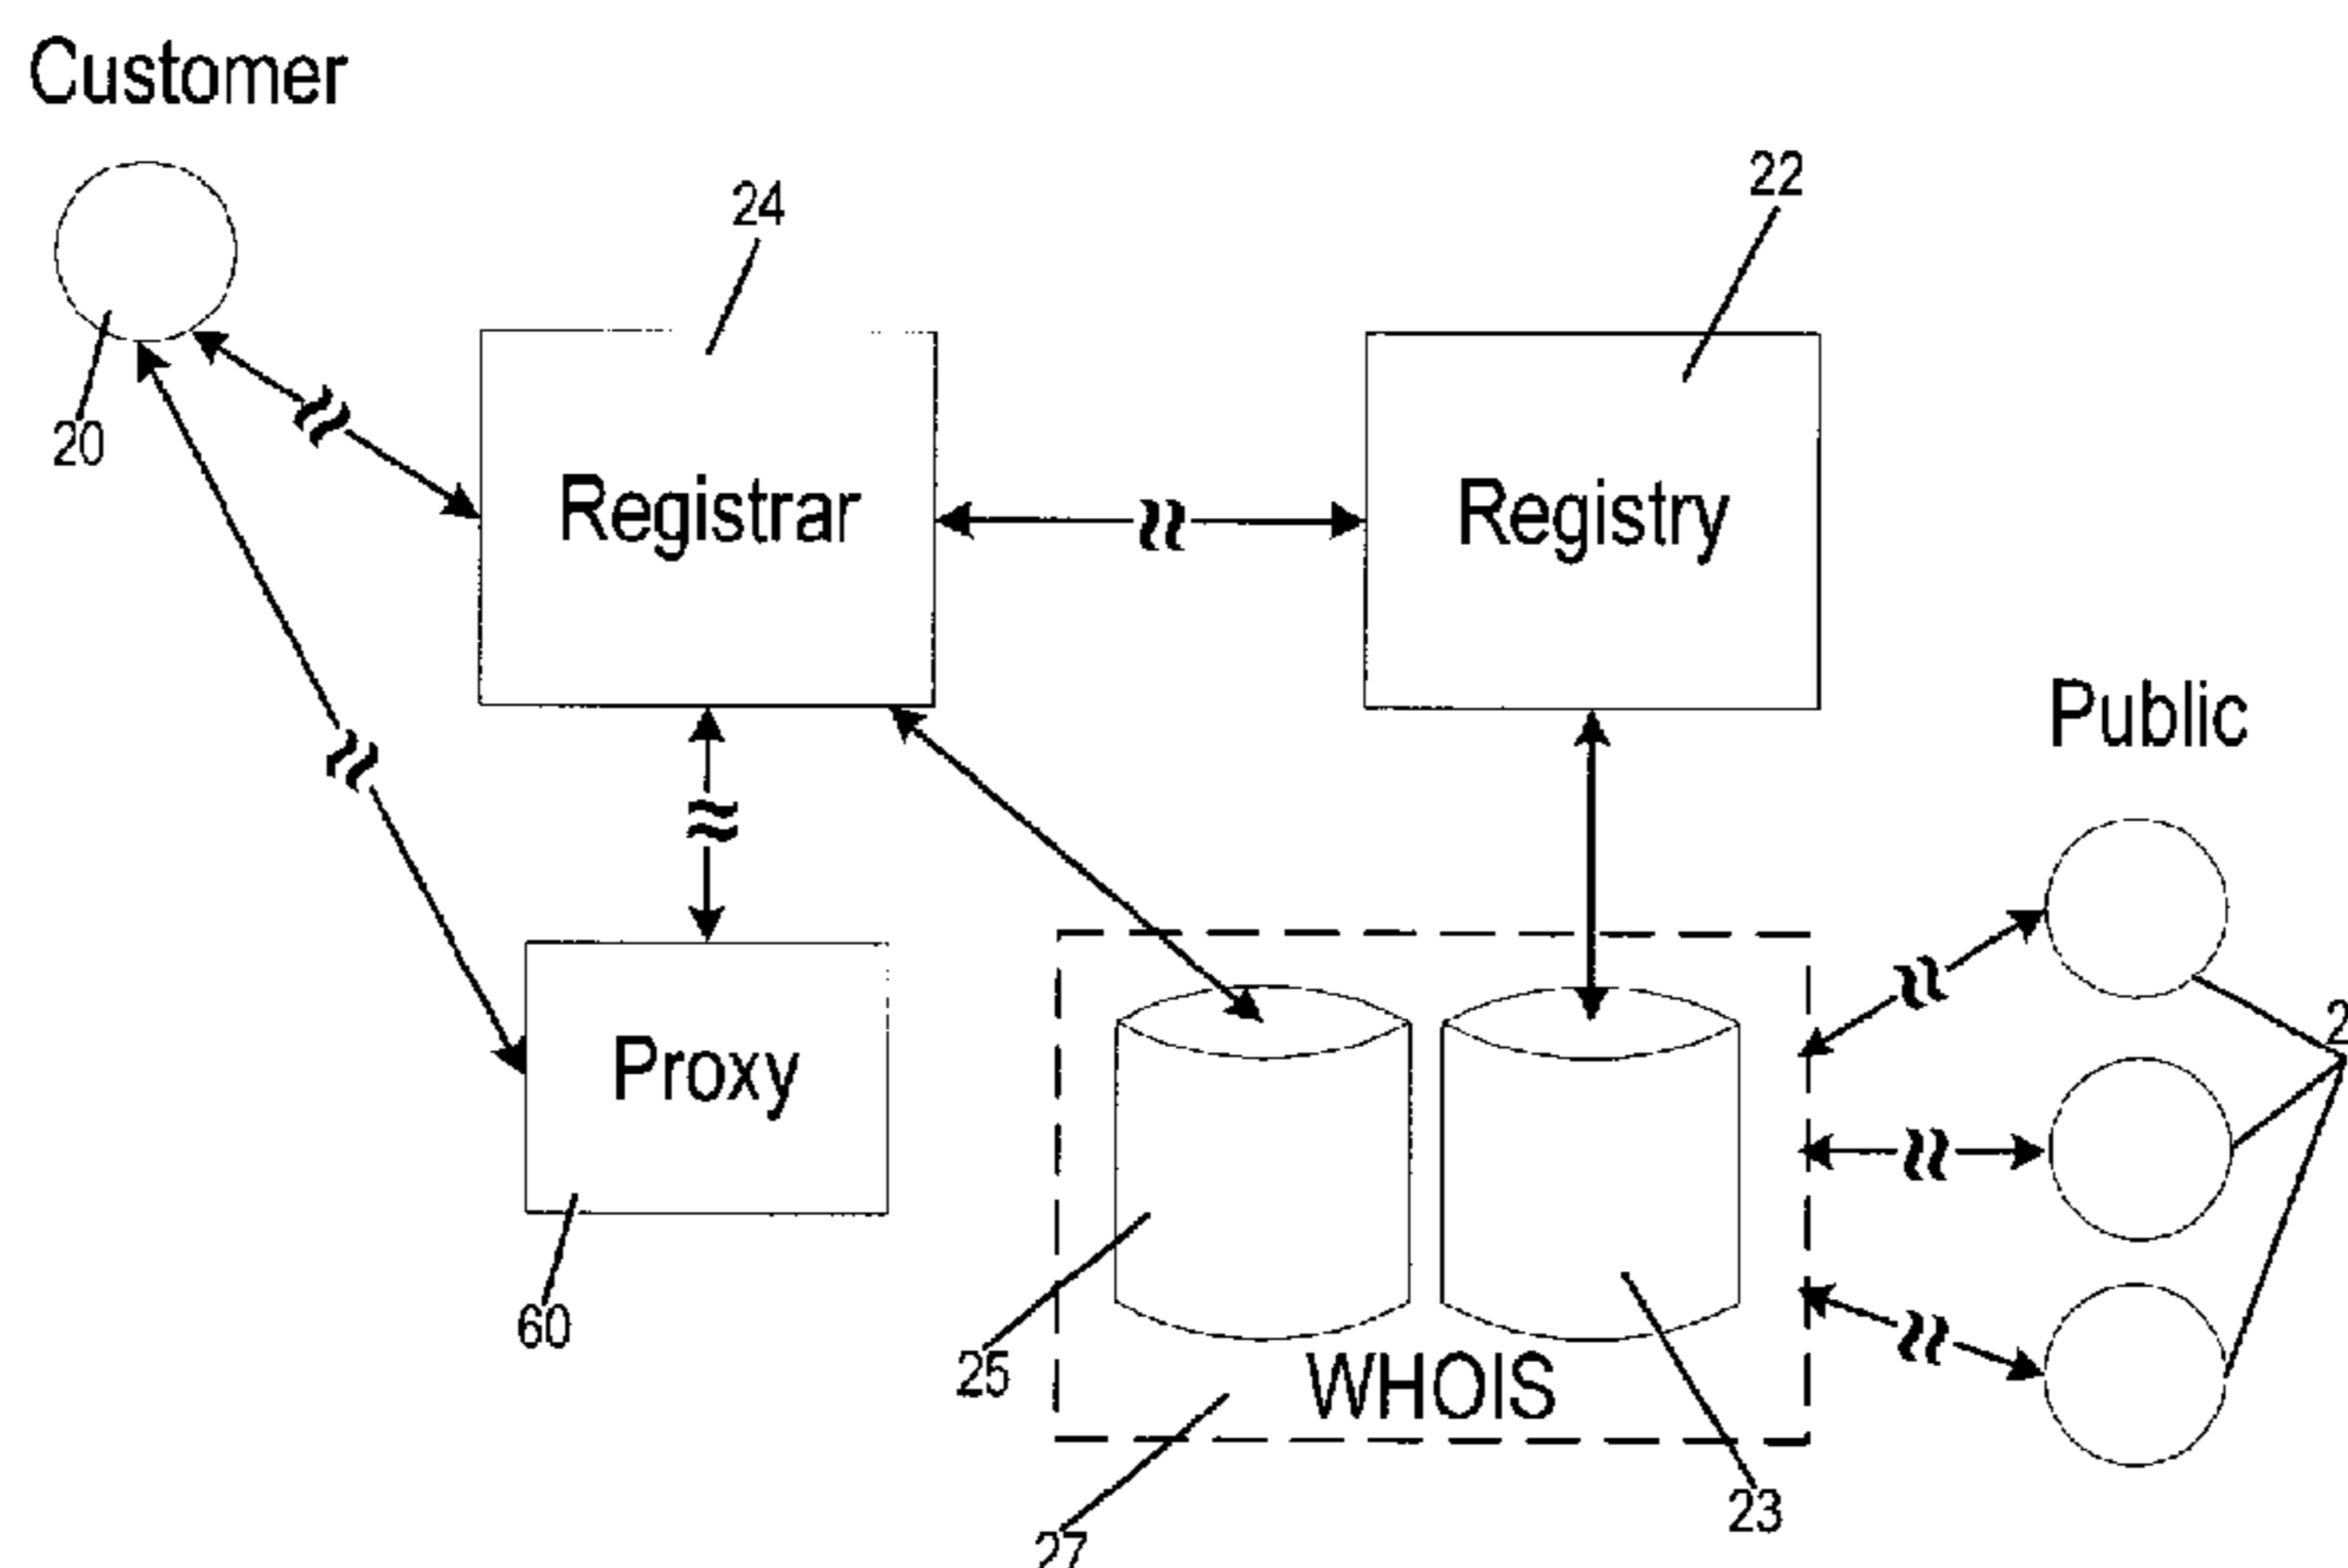 Customer
24
22
20
Registrar
Registry
Public
Proxy
60
25
WHOIS
23
27